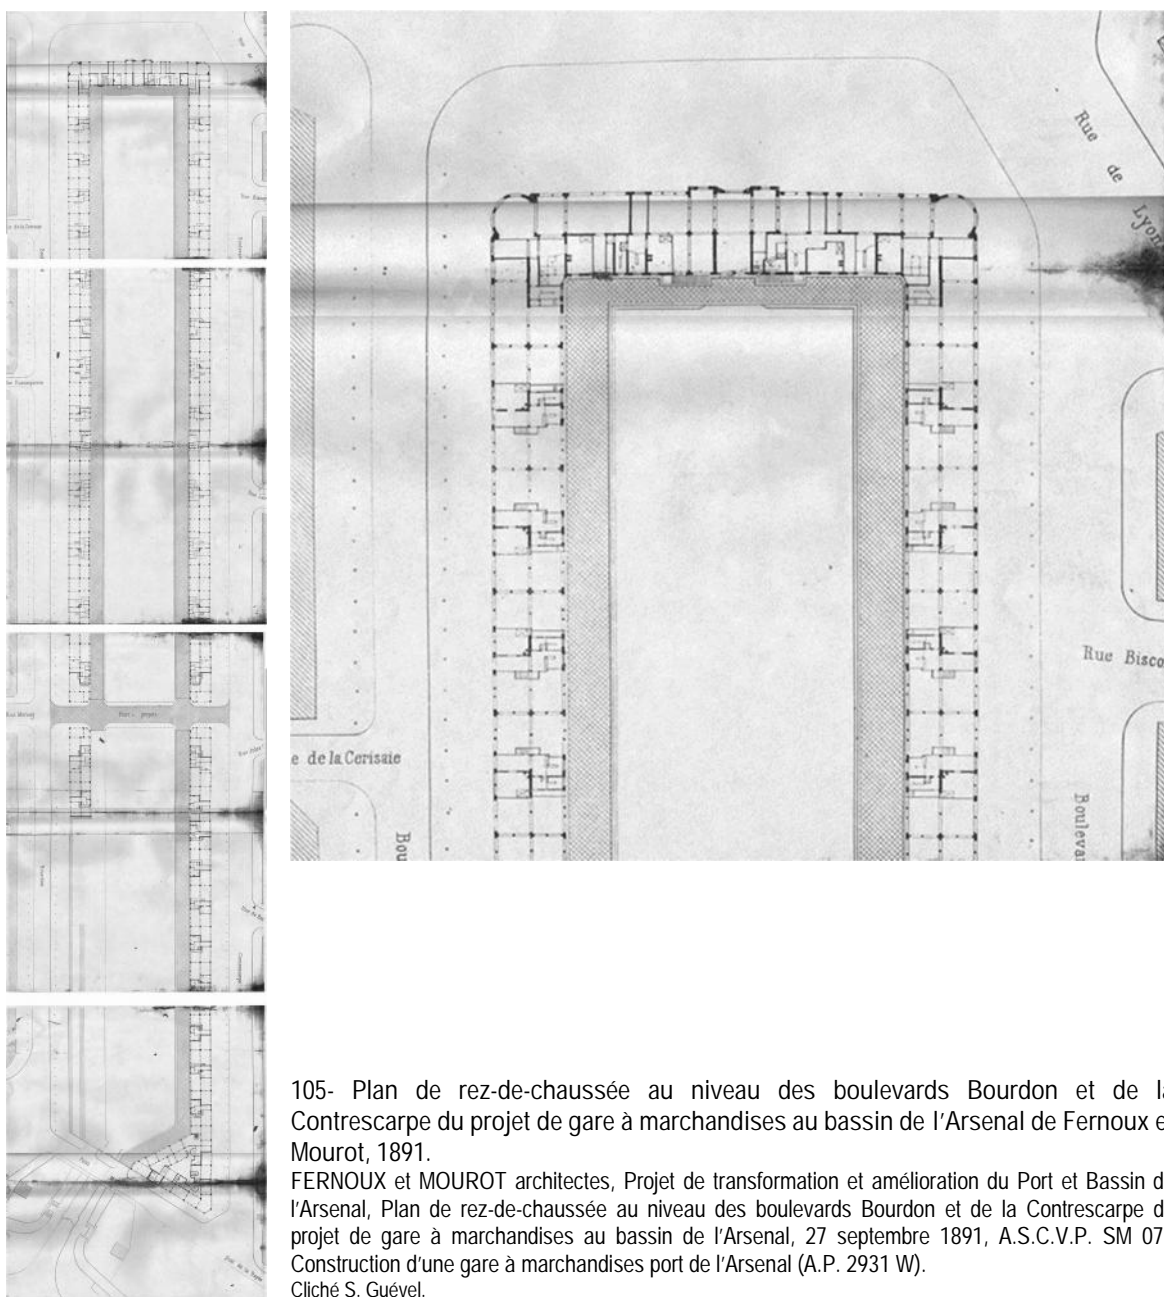 Rue
de
Lyon
Rue Bisco
e de la Cerisaie
Bou
Boulevar
105- Plan de rez-de-chaussée au niveau des boulevards Bourdon et de la
Contrescarpe du projet de gare à marchandises au bassin de l'Arsenal de Fernoux e
Mourot, 1891.
FERNOUX et MOUROT architectes, Projet de transformation et amélioration du Port et Bassin d
l'Arsenal, Plan de rez-de-chaussée au niveau des boulevards Bourdon et de la Contrescarpe d
projet de gare à marchandises au bassin de l'Arsenal, 27 septembre 1891, A.S.C.V.P. SM 07
Construction d'une gare à marchandises port de l'Arsenal (A.P. 2931 W).
Cliché S. Guével.